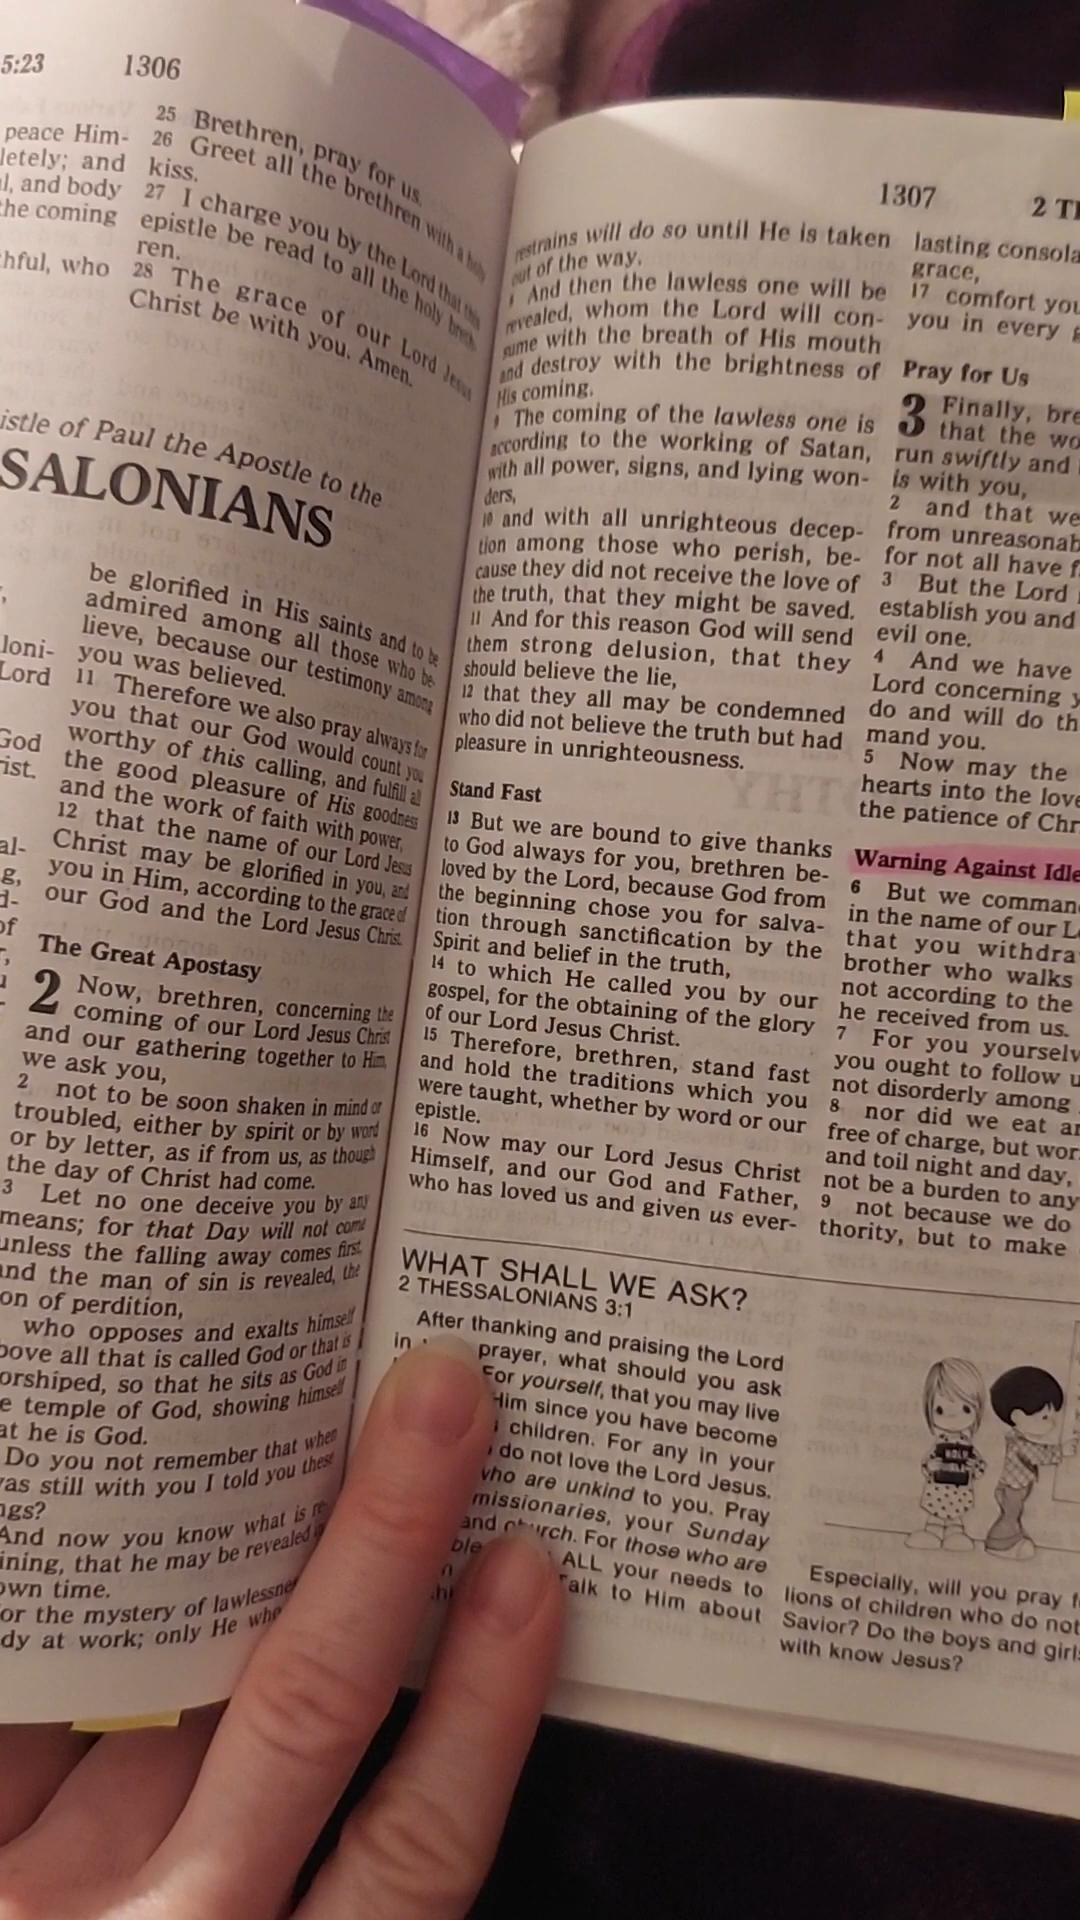 5:23 1306
peace Him-
letely; and
l, and body
the coming
thful, who
25 Brethren, pray for us.
26 Greet all the brethren with a holy
kiss.
27 I charge you by the Lord that this
epistle be read to all the holy breth-
ren.
28 The grace of our Lord Jesus
Christ be with you. Amen.
istle of Paul the Apostle to the
SALONIANS
loni-
Lord
God
rist.
al-
g,
d-
of
be glorified in His saints and to be
admired among all those who be-
lieve, because our testimony among
you was believed.
11 Therefore we also pray always for
you that our God would count you
worthy of this calling, and fulfill all
the good pleasure of His goodness
and the work of faith with power,
12 that the name of our Lord Jesus
Christ may be glorified in you, and
you in Him, according to the grace of
our God and the Lord Jesus Christ.
The Great Apostasy
2 Now, brethren, concerning the
coming of our Lord Jesus Christ
and our gathering together to Him,
we ask you,
2 not to be soon shaken in mind or
troubled, either by spirit or by word
or by letter, as if from us, as though
the day of Christ had come.
3 Let no one deceive you by any
means; for that Day will not come
unless the falling away comes first,
and the man of sin is revealed, the
on of perdition,
who opposes and exalts himself
bove all that is called God or that is
orshiped, so that he sits as God in
e temple of God, showing himself
at he is God.
Do you not remember that when
was still with you I told you these
ngs?
And now you know what is re-
ining, that he may be revealed in
own time.
or the mystery of lawlessness
dy at work; only He who
1307 2 TH
restrains will do so until He is taken
out of the way.
8 And then the lawless one will be
revealed, whom the Lord will con-
sume with the breath of His mouth
and destroy with the brightness of
His coming.
9 The coming of the lawless one is
according to the working of Satan,
with all power, signs, and lying won-
ders,
10 and with all unrighteous decep-
tion among those who perish, be-
cause they did not receive the love of
the truth, that they might be saved.
11 And for this reason God will send
them strong delusion, that they
should believe the lie,
12 that they all may be condemned
who did not believe the truth but had
pleasure in unrighteousness.
Stand Fast
13 But we are bound to give thanks
to God always for you, brethren be-
loved by the Lord, because God from
the beginning chose you for salva-
tion through sanctification by the
Spirit and belief in the truth,
14 to which He called you by our
gospel, for the obtaining of the glory
of our Lord Jesus Christ.
15 Therefore, brethren, stand fast
and hold the traditions which you
were taught, whether by word or our
epistle.
16 Now may our Lord Jesus Christ
Himself, and our God and Father,
who has loved us and given us ever-
lasting consola
grace,
17 comfort you
you in every g
Pray for Us
3 Finally, bre
that the wo
run swiftly and
is with you,
2 and that we
from unreasonab
for not all have f
3 But the Lord
establish you and
evil one.
4 And we have
Lord concerning y
do and will do th
mand you.
5 Now may the
hearts into the love
the patience of Chr
Warning Against Idle
6 But we comman
in the name of our L
that you withdra
brother who walks
not according to the
he received from us.
7 For you yourselv
you ought to follow u
not disorderly among
8 nor did we eat an
free of charge, but wor
and toil night and day,
not be a burden to any
9 not because we do
thority, but to make
WHAT SHALL WE ASK?
2 THESSALONIANS 3:1
After thanking and praising the Lord
in prayer, what should you ask
For yourself, that you may live
Him since you have become
children. For any in your
do not love the Lord Jesus.
who are unkind to you. Pray
missionaries, your Sunday
and church. For those who are
ALL your needs to
Talk to Him about
HOLY
Especially, will you pray f
lions of children who do not
Savior? Do the boys and girl
with know Jesus?